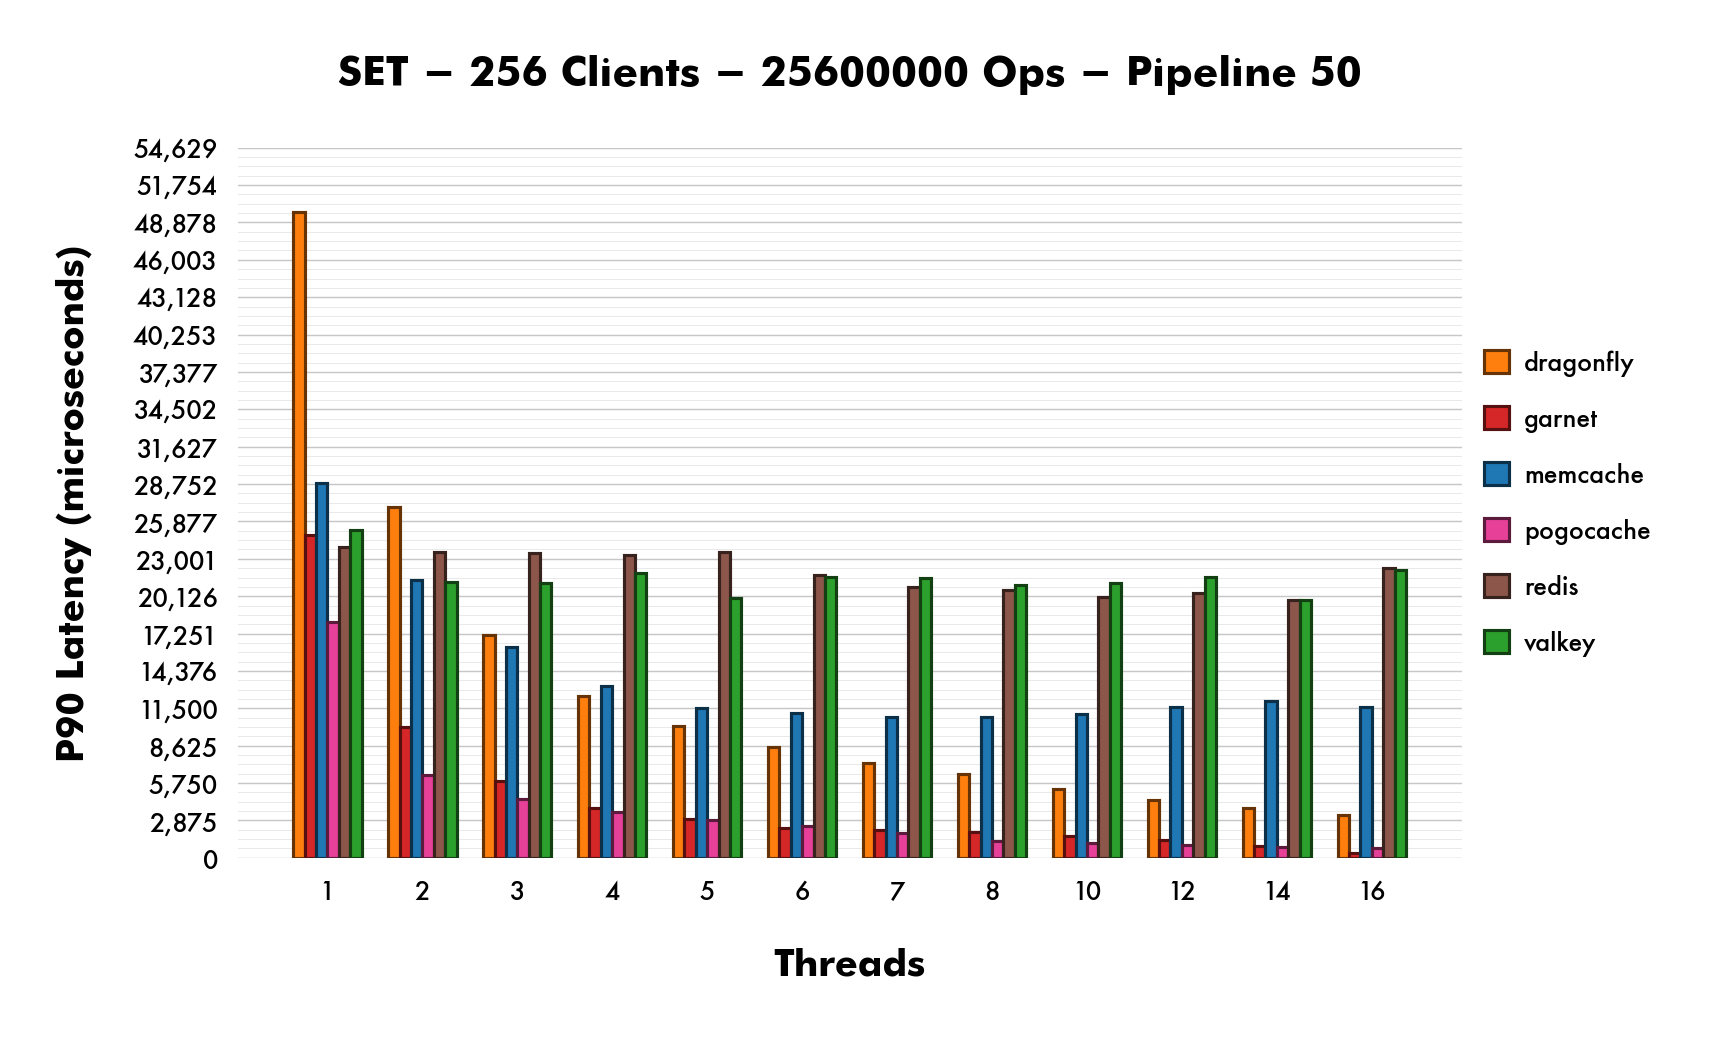 SET – 256 Clients – 25600000 Ops – Pipeline 50
54,629
51,754
48,878
46,003
43,128
40,253
37,377
34,502
31,627
28,752
25,877
23,001
20,126
17,251
14,376
11,500
8,625
5,750
2,875
0
P90 Latency (microseconds)
1 2 3 4 5 6 7 8 10 12 14 16
Threads
dragonfly
garnet
memcache
pogocache
redis
valkey